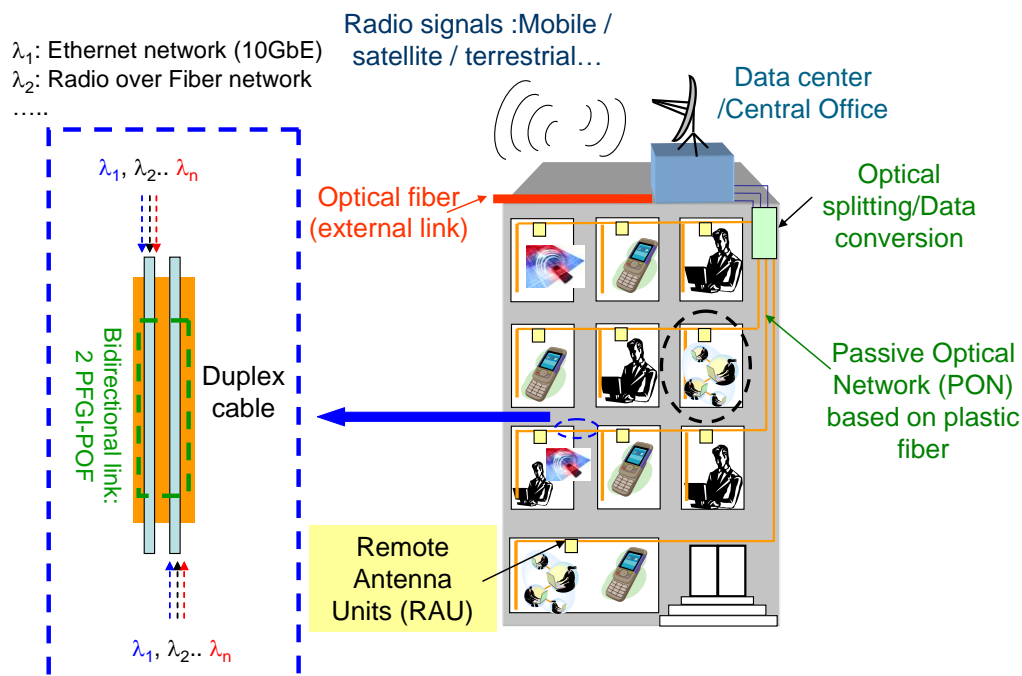 λ1: Ethernet network (10GbE)
λ2: Radio over Fiber network
…..
Radio signals :Mobile /
satellite / terrestrial…
Data center
/Central Office
λ1, λ2.. λn
Optical fiber
(external link)
Optical
splitting/Data
conversion
Bidirectional link:
2 PFGI-POF
Duplex
cable
Passive Optical
Network (PON)
based on plastic
fiber
Remote
Antenna
Units (RAU)
λ1, λ2.. λn